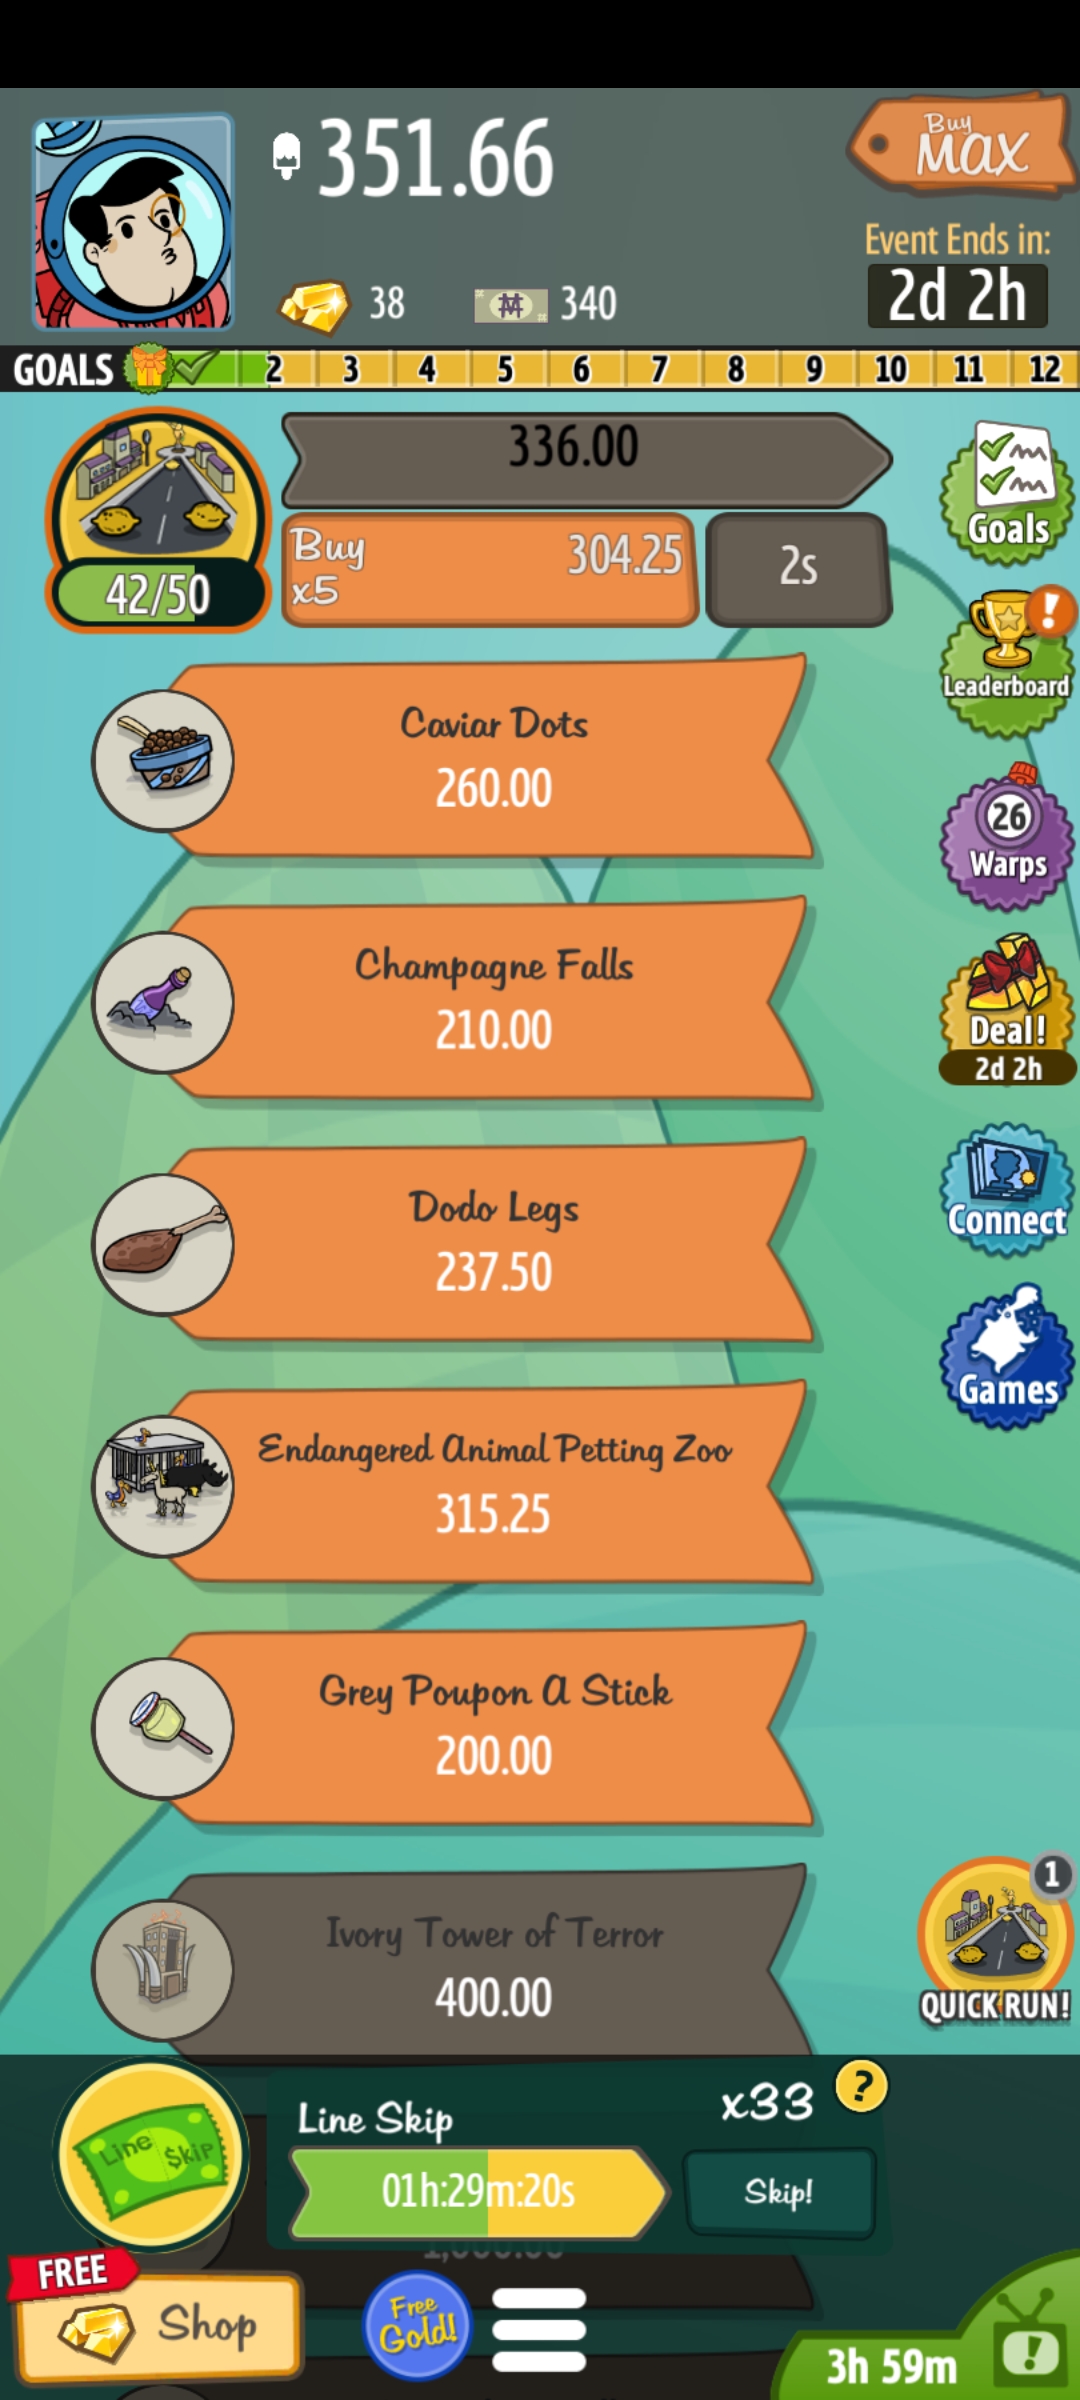 351.66
Buy
MAX
Event Ends in:
2d 2h
38
340
GOALS 2 3 4 5 6 7 8 9 10 11 12
336.00
Buy
x5
304.25
2s
42/50
Goals
Leaderboard
Caviar Dots
260.00
26
Warps
Champagne Falls
210.00
Deal!
2d 2h
Dodo Legs
237.50
Connect
Games
Endangered Animal Petting Zoo
315.25
Grey Poupon A Stick
200.00
Ivory Tower of Terror
400.00
1
QUICK RUN!
Line $kip
Line Skip
x33
?
01h:29m:20s
Skip!
FREE
Shop
Free
Gold!
3h 59m